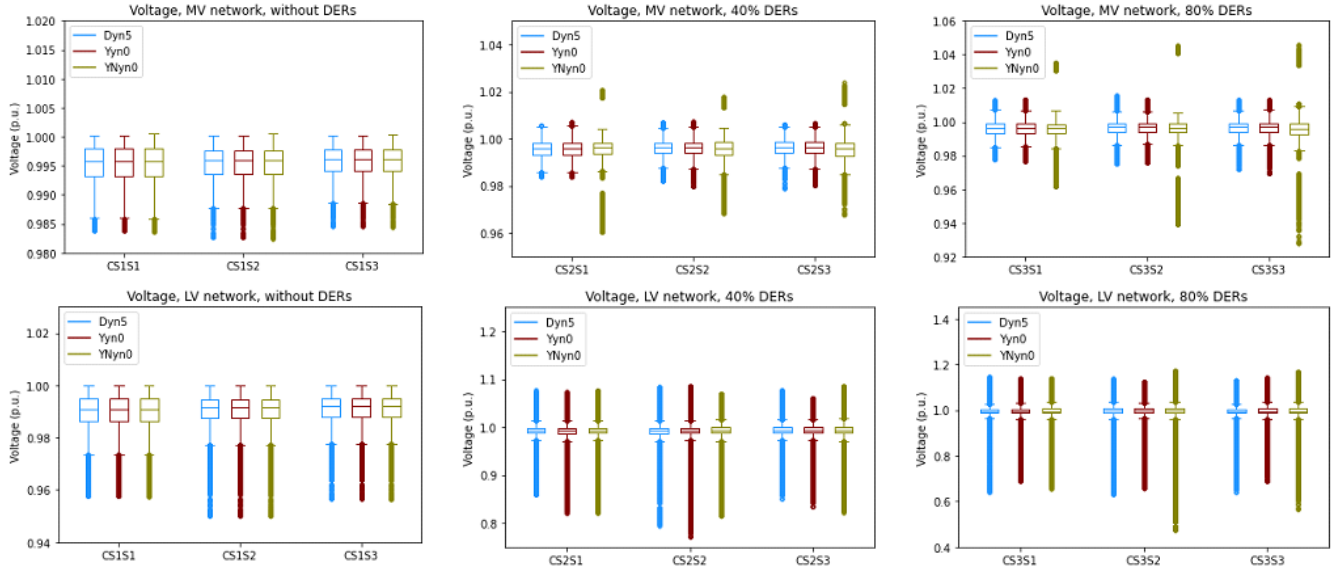 Voltage, MV network, without DERs
Voltage (p.u.)
1.020
1.015
1.010
1.005
1.000
0.995
0.990
0.985
0.980
Dyn5
Yyn0
YNyn0
CS1S1
CS1S2
CS1S3
Voltage, MV network, 40% DERs
Voltage (p.u.)
1.04
1.02
1.00
0.98
0.96
Dyn5
Yyn0
YNyn0
CS2S1
CS2S2
CS2S3
Voltage, MV network, 80% DERs
Voltage (p.u.)
1.06
1.04
1.02
1.00
0.98
0.96
0.94
0.92
Dyn5
Yyn0
YNyn0
CS3S1
CS3S2
CS3S3
Voltage, LV network, without DERs
Voltage (p.u.)
1.02
1.00
0.98
0.96
0.94
Dyn5
Yyn0
YNyn0
CS1S1
CS1S2
CS1S3
Voltage, LV network, 40% DERs
Voltage (p.u.)
1.2
1.1
1.0
0.9
0.8
Dyn5
Yyn0
YNyn0
CS2S1
CS2S2
CS2S3
Voltage, LV network, 80% DERs
Voltage (p.u.)
1.4
1.2
1.0
0.8
0.6
0.4
Dyn5
Yyn0
YNyn0
CS3S1
CS3S2
CS3S3